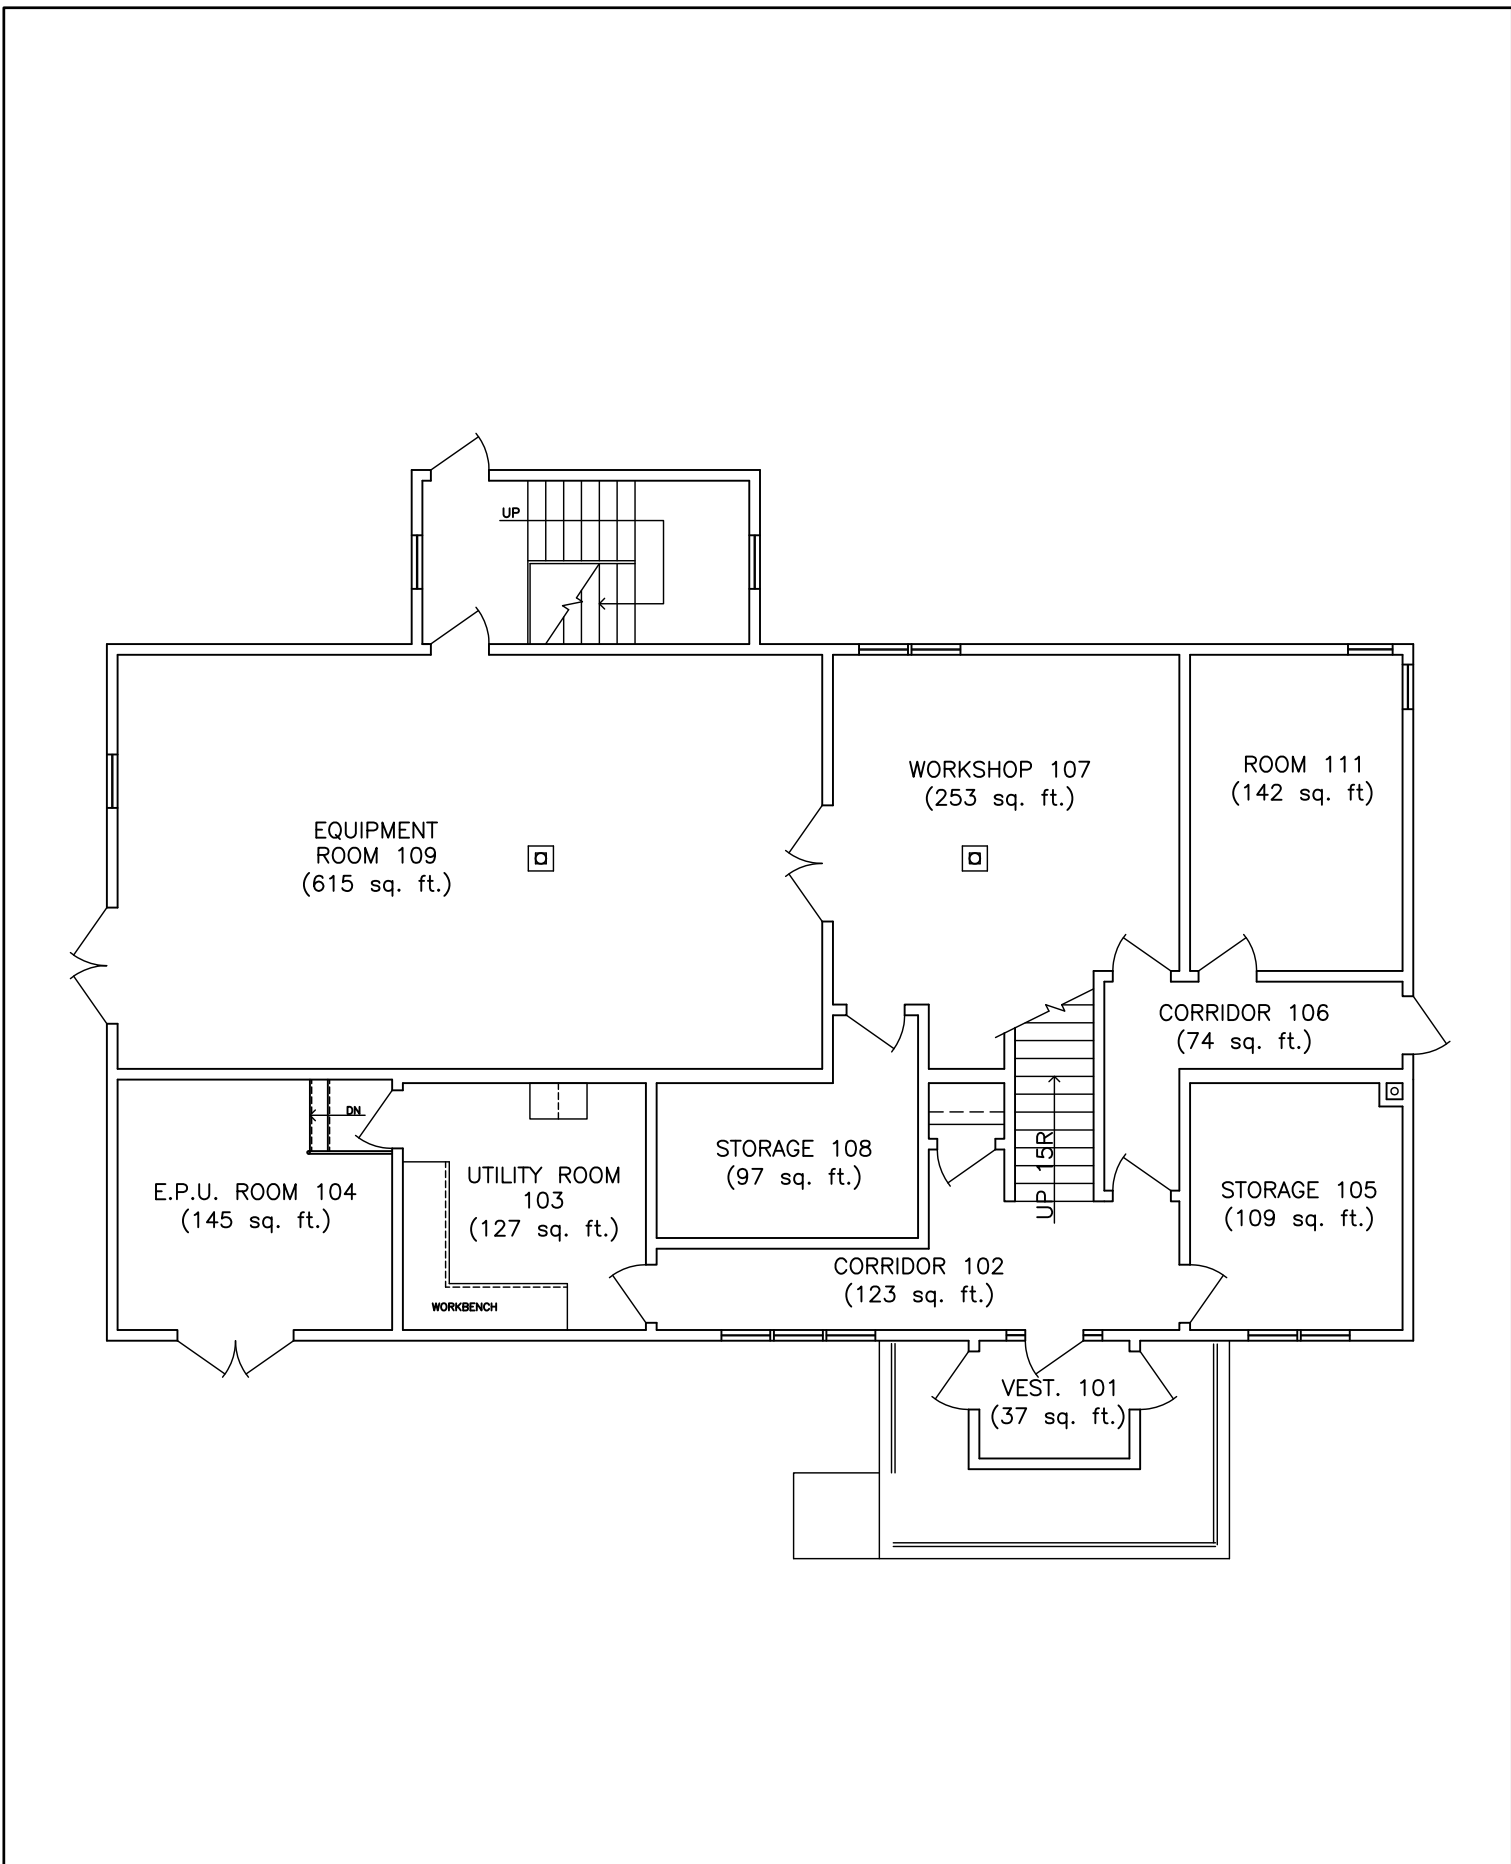 UP
WORKSHOP 107
(253 sq. ft.)
ROOM 111
(142 sq. ft)
EQUIPMENT
ROOM 109
(615 sq. ft.)
CORRIDOR 106
(74 sq. ft.)
DN
STORAGE 108
(97 sq. ft.)
UP 15R
UTILITY ROOM
103
(127 sq. ft.)
E.P.U. ROOM 104
(145 sq. ft.)
STORAGE 105
(109 sq. ft.)
CORRIDOR 102
(123 sq. ft.)
WORKBENCH
VEST. 101
(37 sq. ft.)